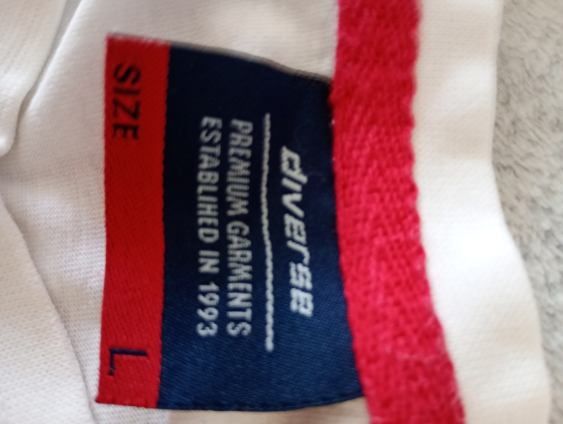 diverse
PREMIUM GARMENTS
ESTABLIHED IN 1993
SIZE L